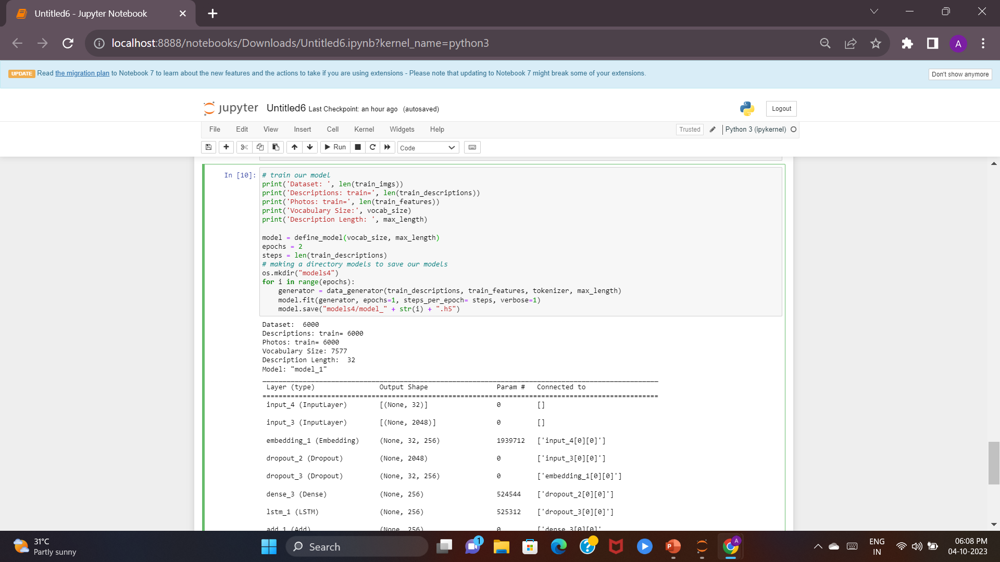 Untitled6 - Jupyter Notebook
localhost:8888/notebooks/Downloads/Untitled6.ipynb?kernel_name=python3
A
UPDATE Read the migration plan to Notebook 7 to learn about the new features and the actions to take if you are using extensions - Please note that updating to Notebook 7 might break some of your extensions.
Don't show anymore
jupyter Untitled6 Last Checkpoint: an hour ago (autosaved)
Logout
File Edit View Insert Cell Kernel Widgets Help
Trusted Python 3 (ipykernel)
Run Code
In [10]: # train our model
print('Dataset: ', len(train_imgs))
print('Descriptions: train=', len(train_descriptions))
print('Photos: train=', len(train_features))
print('Vocabulary Size:', vocab_size)
print('Description Length: ', max_length)
model = define_model(vocab_size, max_length)
epochs = 2
steps = len(train_descriptions)
# making a directory models to save our models
os.mkdir("models4")
for i in range(epochs):
    generator = data_generator(train_descriptions, train_features, tokenizer, max_length)
    model.fit(generator, epochs=1, steps_per_epoch= steps, verbose=1)
    model.save("models4/model_" + str(i) + ".h5")
Dataset:  6000
Descriptions: train= 6000
Photos: train= 6000
Vocabulary Size: 7577
Description Length:  32
Model: "model_1"
Layer (type) Output Shape Param # Connected to
input_4 (InputLayer) [(None, 32)] 0 []
input_3 (InputLayer) [(None, 2048)] 0 []
embedding_1 (Embedding) (None, 32, 256) 1939712 ['input_4[0][0]']
dropout_2 (Dropout) (None, 2048) 0 ['input_3[0][0]']
dropout_3 (Dropout) (None, 32, 256) 0 ['embedding_1[0][0]']
dense_3 (Dense) (None, 256) 524544 ['dropout_2[0][0]']
lstm_1 (LSTM) (None, 256) 525312 ['dropout_3[0][0]']
add_1 (Add) (None, 256) 0 ['dense_3[0][0]',
31°C
Partly sunny
Search
1
P
A
ENG
IN
06:08 PM
04-10-2023